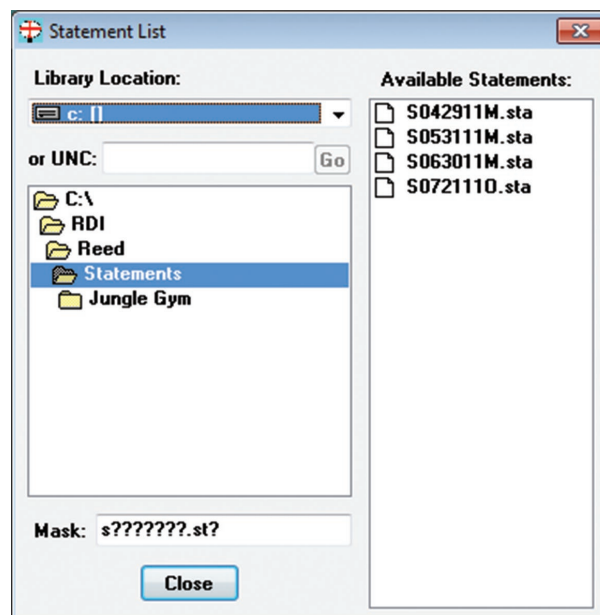 Statement List
Library Location:
c: []
or UNC:
Go
C:\
RDI
Reed
Statements
Jungle Gym
Mask: s???????.st?
Close
Available Statements:
S042911M.sta
S053111M.sta
S063011M.sta
S072111O.sta